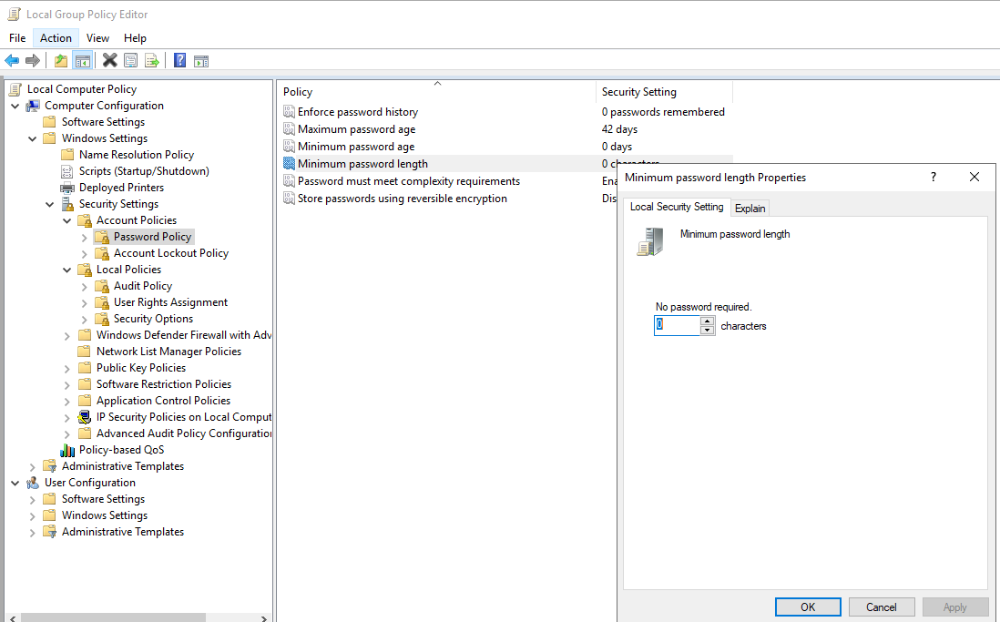 Local Group Policy Editor
File Action View Help
Local Computer Policy
Computer Configuration
Software Settings
Windows Settings
Name Resolution Policy
Scripts (Startup/Shutdown)
Deployed Printers
Security Settings
Account Policies
Password Policy
Account Lockout Policy
Local Policies
Audit Policy
User Rights Assignment
Security Options
Windows Defender Firewall with Adv
Network List Manager Policies
Public Key Policies
Software Restriction Policies
Application Control Policies
IP Security Policies on Local Comput
Advanced Audit Policy Configuration
Policy-based QoS
Administrative Templates
User Configuration
Software Settings
Windows Settings
Administrative Templates
Policy Security Setting
Enforce password history 0 passwords remembered
Maximum password age 42 days
Minimum password age 0 days
Minimum password length 0 characters
Password must meet complexity requirements Ena
Store passwords using reversible encryption Dis
Minimum password length Properties ?
Local Security Setting Explain
Minimum password length
No password required.
0 characters
OK Cancel Apply